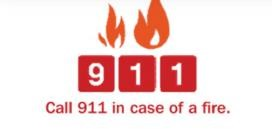 911
Call 911 in case of a fire.